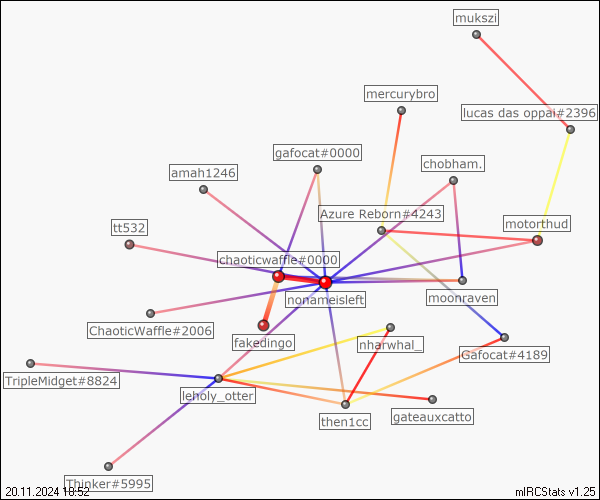 mukszi
mercurybro
lucas das oppai#2396
gafocat#0000
chobham.
amah1246
Azure Reborn#4243
tt532
motorthud
chaoticwaffle#0000
nonameisleft
moonraven
ChaoticWaffle#2006
fakedingo
nharwhal_
Gafocat#4189
TripleMidget#8824
leholy_otter
then1cc
gateauxcatto
Thinker#5995
20.11.2024 18:52
mIRCStats v1.25